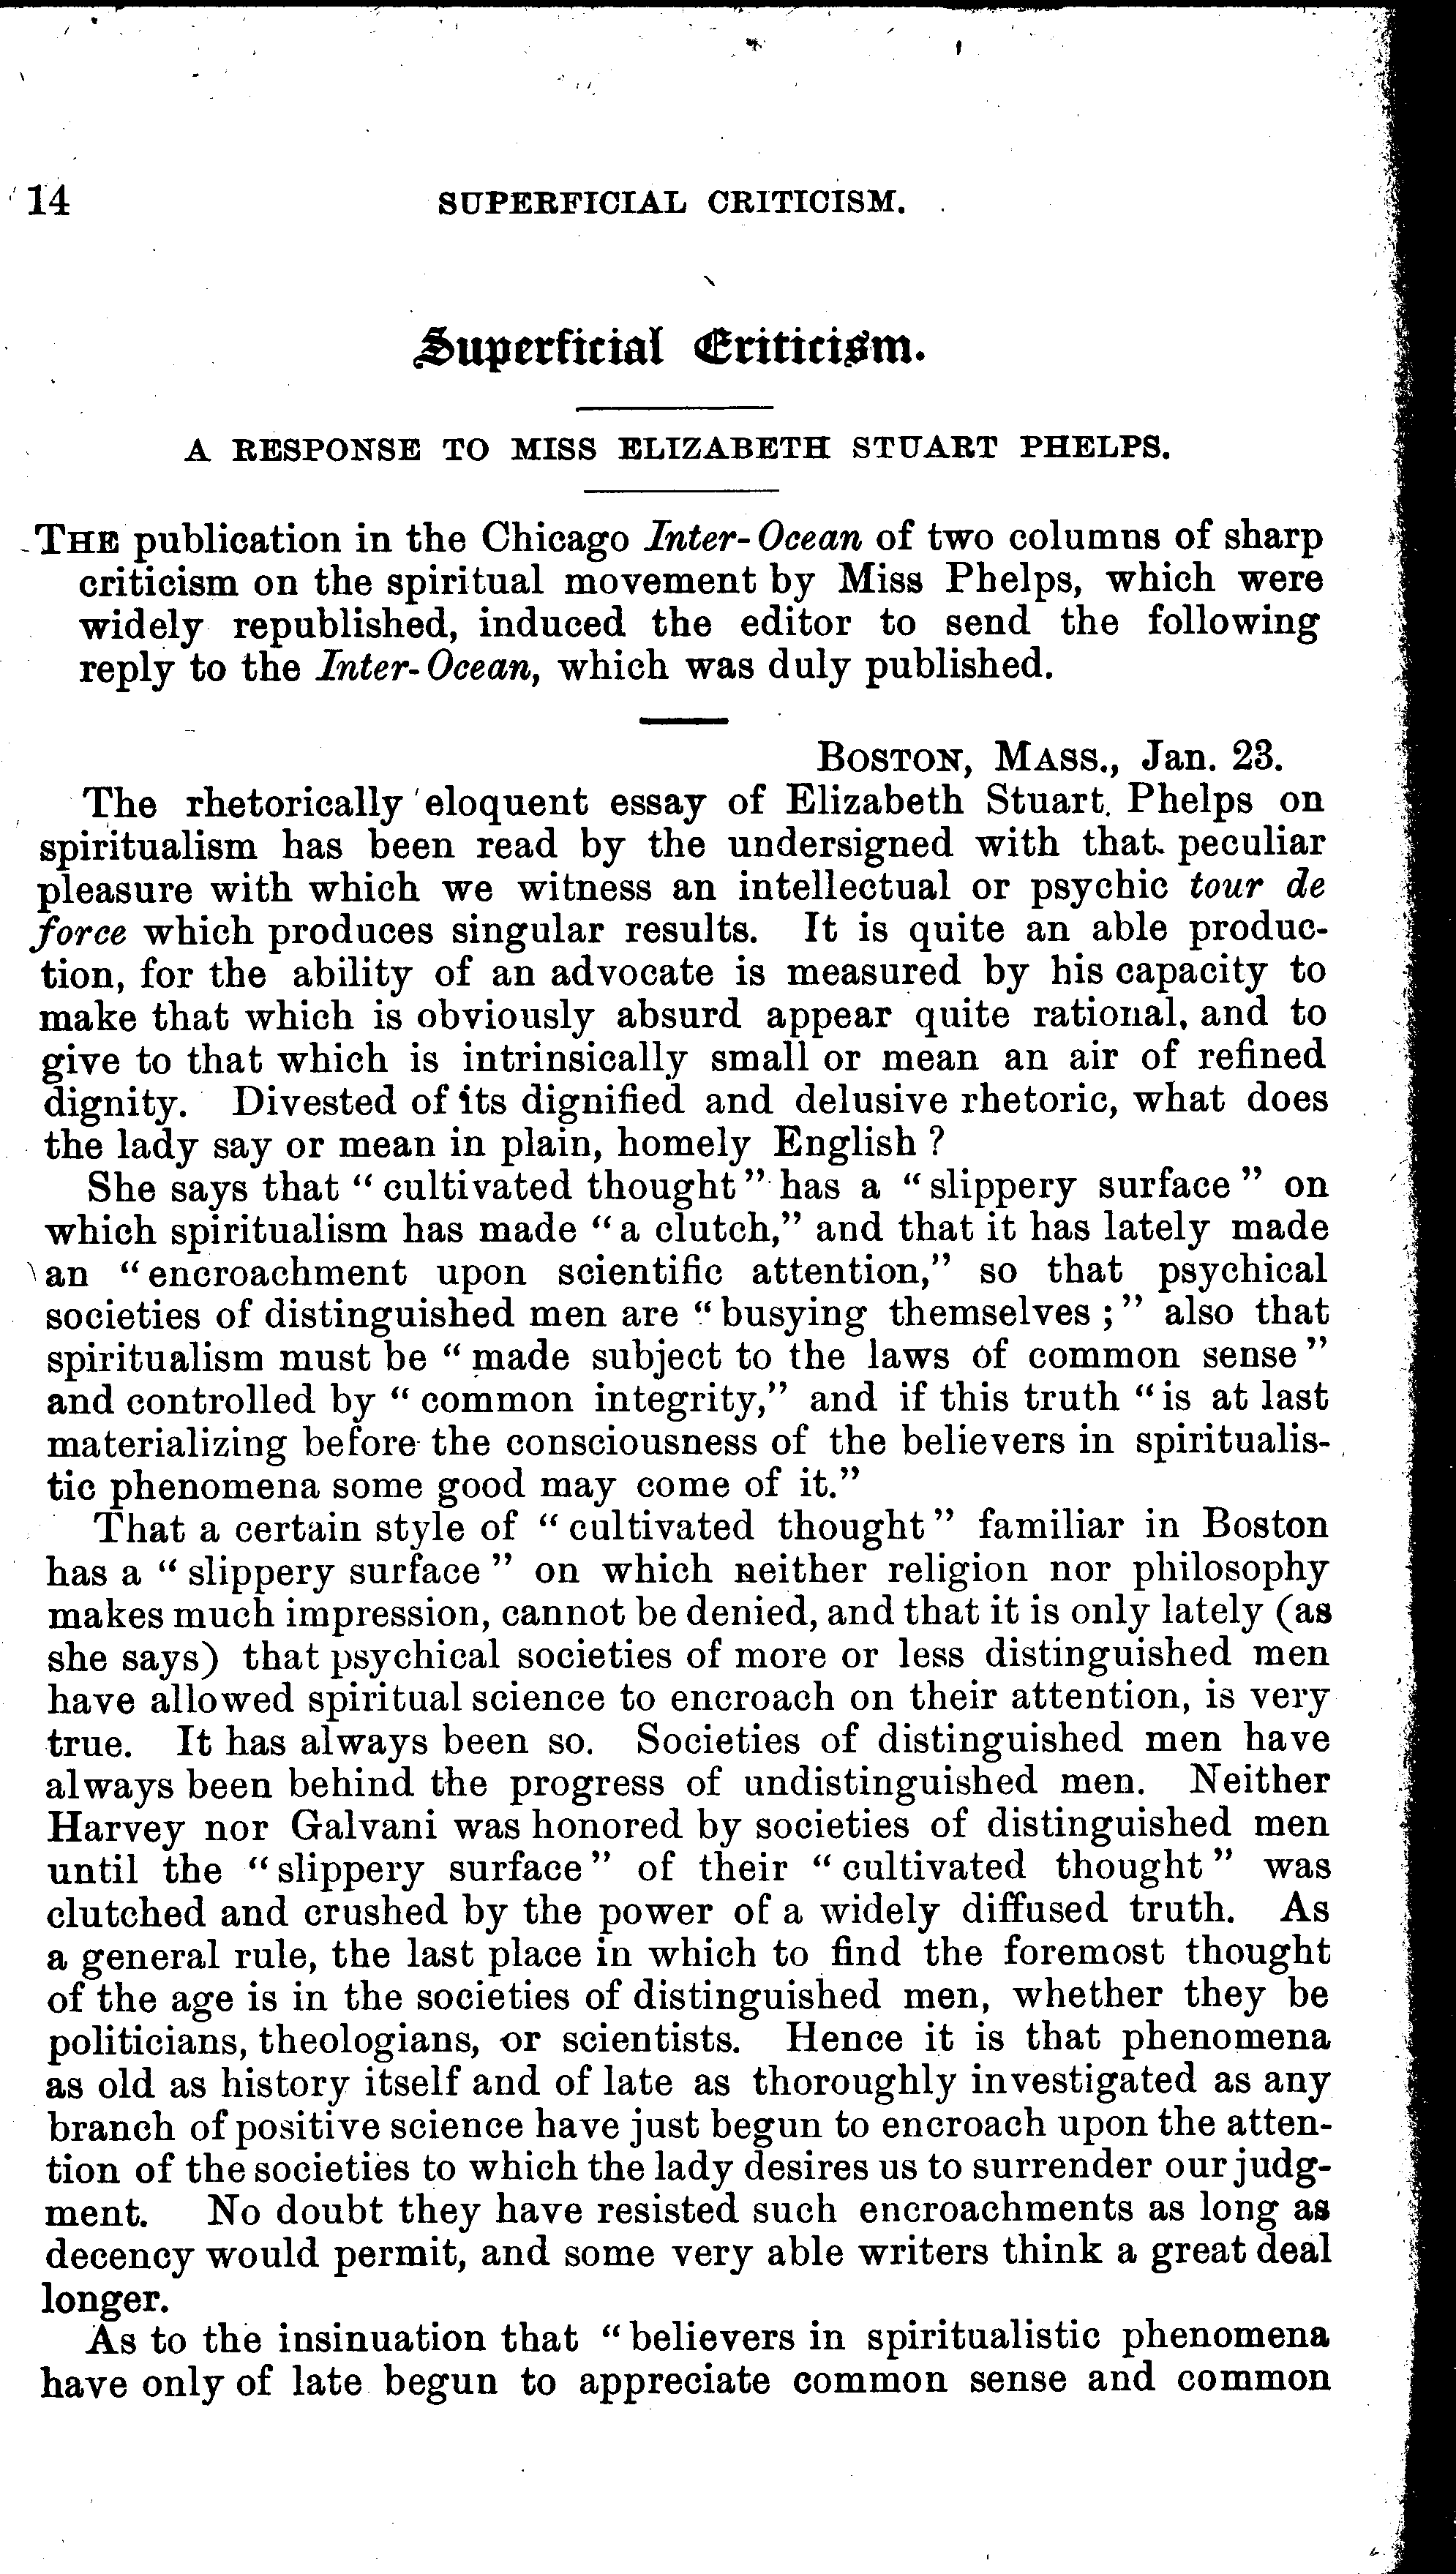 14 SUPERFICIAL CRITICISM.
Superficial Criticism.
A RESPONSE TO MISS ELIZABETH STUART PHELPS.
THE publication in the Chicago Inter-Ocean of two columns of sharp
criticism on the spiritual movement by Miss Phelps, which were
widely republished, induced the editor to send the following
reply to the Inter-Ocean, which was duly published.
BOSTON, MASS., Jan. 23.
The rhetorically eloquent essay of Elizabeth Stuart Phelps on
spiritualism has been read by the undersigned with that peculiar
pleasure with which we witness an intellectual or psychic tour de
force which produces singular results. It is quite an able produc-
tion, for the ability of an advocate is measured by his capacity to
make that which is obviously absurd appear quite rational, and to
give to that which is intrinsically small or mean an air of refined
dignity. Divested of its dignified and delusive rhetoric, what does
the lady say or mean in plain, homely English ?
She says that “ cultivated thought ” has a “ slippery surface ” on
which spiritualism has made “ a clutch,” and that it has lately made
an “ encroachment upon scientific attention,” so that psychical
societies of distinguished men are “ busying themselves ; ” also that
spiritualism must be “ made subject to the laws of common sense ”
and controlled by “ common integrity,” and if this truth “ is at last
materializing before the consciousness of the believers in spiritualis-
tic phenomena some good may come of it.”
That a certain style of “ cultivated thought ” familiar in Boston
has a “ slippery surface ” on which neither religion nor philosophy
makes much impression, cannot be denied, and that it is only lately (as
she says) that psychical societies of more or less distinguished men
have allowed spiritual science to encroach on their attention, is very
true. It has always been so. Societies of distinguished men have
always been behind the progress of undistinguished men. Neither
Harvey nor Galvani was honored by societies of distinguished men
until the “ slippery surface ” of their “ cultivated thought ” was
clutched and crushed by the power of a widely diffused truth. As
a general rule, the last place in which to find the foremost thought
of the age is in the societies of distinguished men, whether they be
politicians, theologians, or scientists. Hence it is that phenomena
as old as history itself and of late as thoroughly investigated as any
branch of positive science have just begun to encroach upon the atten-
tion of the societies to which the lady desires us to surrender our judg-
ment. No doubt they have resisted such encroachments as long as
decency would permit, and some very able writers think a great deal
longer.
As to the insinuation that “ believers in spiritualistic phenomena
have only of late begun to appreciate common sense and common